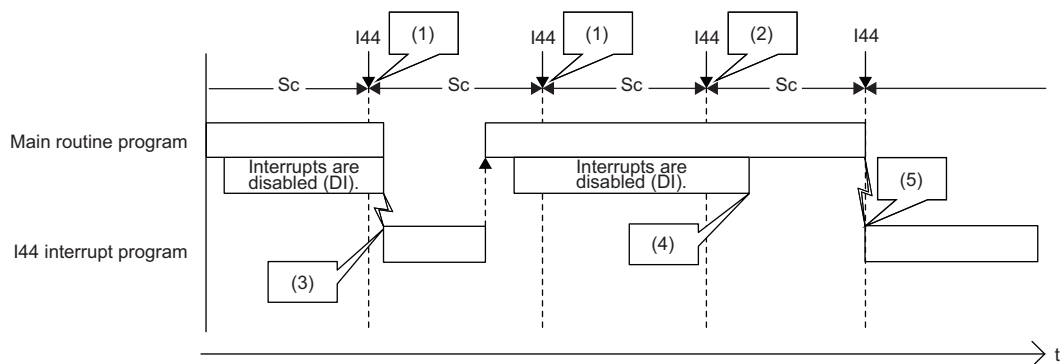 I44 (1) I44 (1) I44 (2) I44
Sc Sc Sc Sc
Main routine program
Interrupts are
disabled (DI).
Interrupts are
disabled (DI).
(5)
I44 interrupt program
(3)
(4)
t